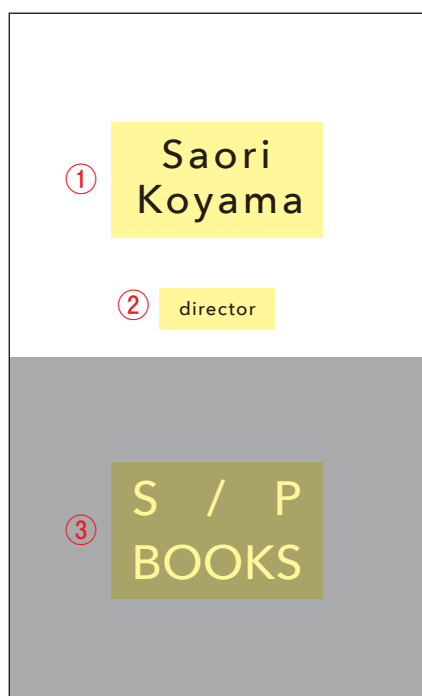 ①
Saori
Koyama
②
director
③
S / P
BOOKS